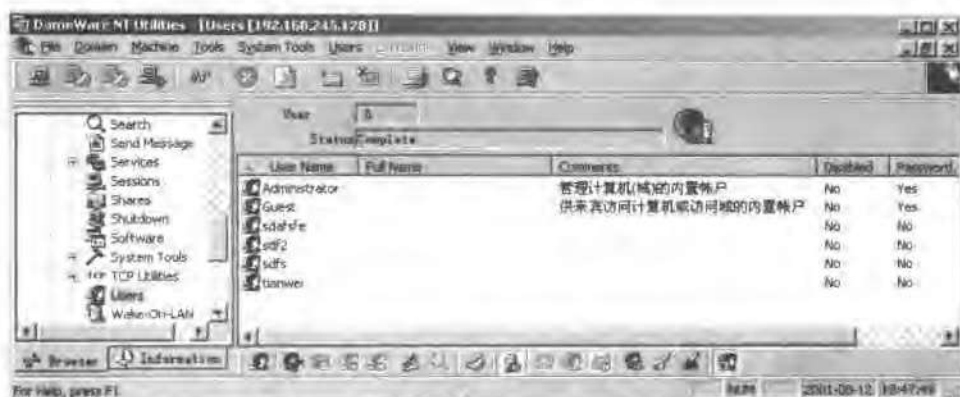 DameWare NT Utilities - [Users [192.168.245.128]]
File Domain Machine Tools System Tools Users View Window Help
User 6
Status Complete
Search
Send Message
Services
Sessions
Shares
Shutdown
Software
System Tools
TCP Utilities
Users
Wake-On-LAN
User Name Full Name Comments Disabled Password
Administrator 管理计算机(域)的内置帐户 No Yes
Guest 供来宾访问计算机或访问域的内置帐户 No Yes
No No
sdf2 No No
sdfs No No
tianwei No No
Browser Information
For Help, press F1 NUM 2001-09-12